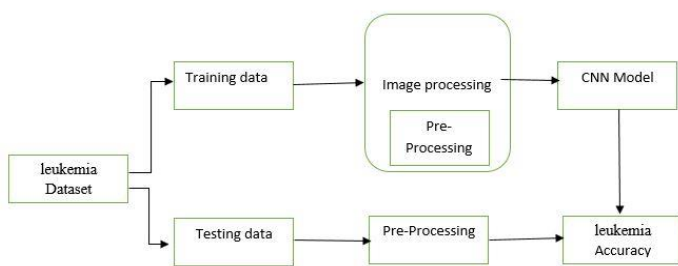 Training data
Image processing
Pre-
Processing
CNN Model
leukemia
Dataset
Testing data
Pre-Processing
leukemia
Accuracy